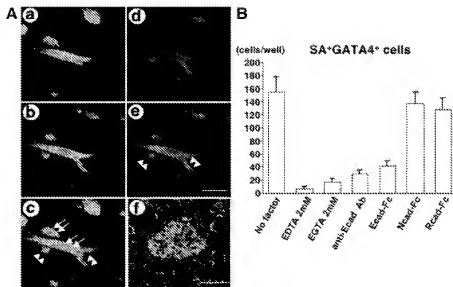 A
a
d
b
e
c
f
B
(cells/well)
SA⁺GATA4⁺ cells
200
180
160
140
120
100
80
60
40
20
0
No factor
EDTA 2mM
EGTA 2mM
anti-Ecad Ab
Ecad-Fc
Ncad-Fc
Rcad-Fc